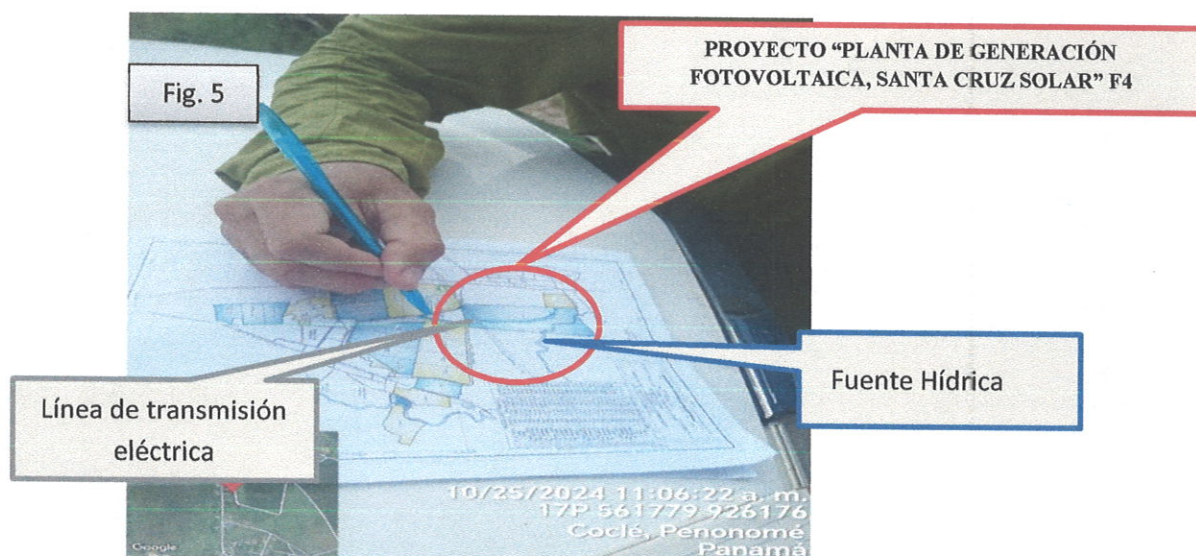 Fig. 5
PROYECTO “PLANTA DE GENERACIÓN
FOTOVOLTAICA, SANTA CRUZ SOLAR” F4
Línea de transmisión
eléctrica
Fuente Hídrica
10/25/2024 11:06:22 a. m.
17P 561779 926176
Coclé, Penonomé
Panamá
Google